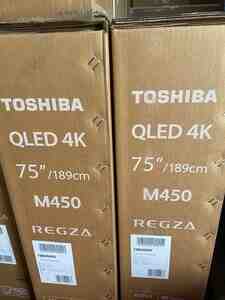 TOSHIBA
QLED 4K
75"/189cm
M450
REGZA
TOSHIBA
QLED 4K
75"/189cm
M450
REGZA